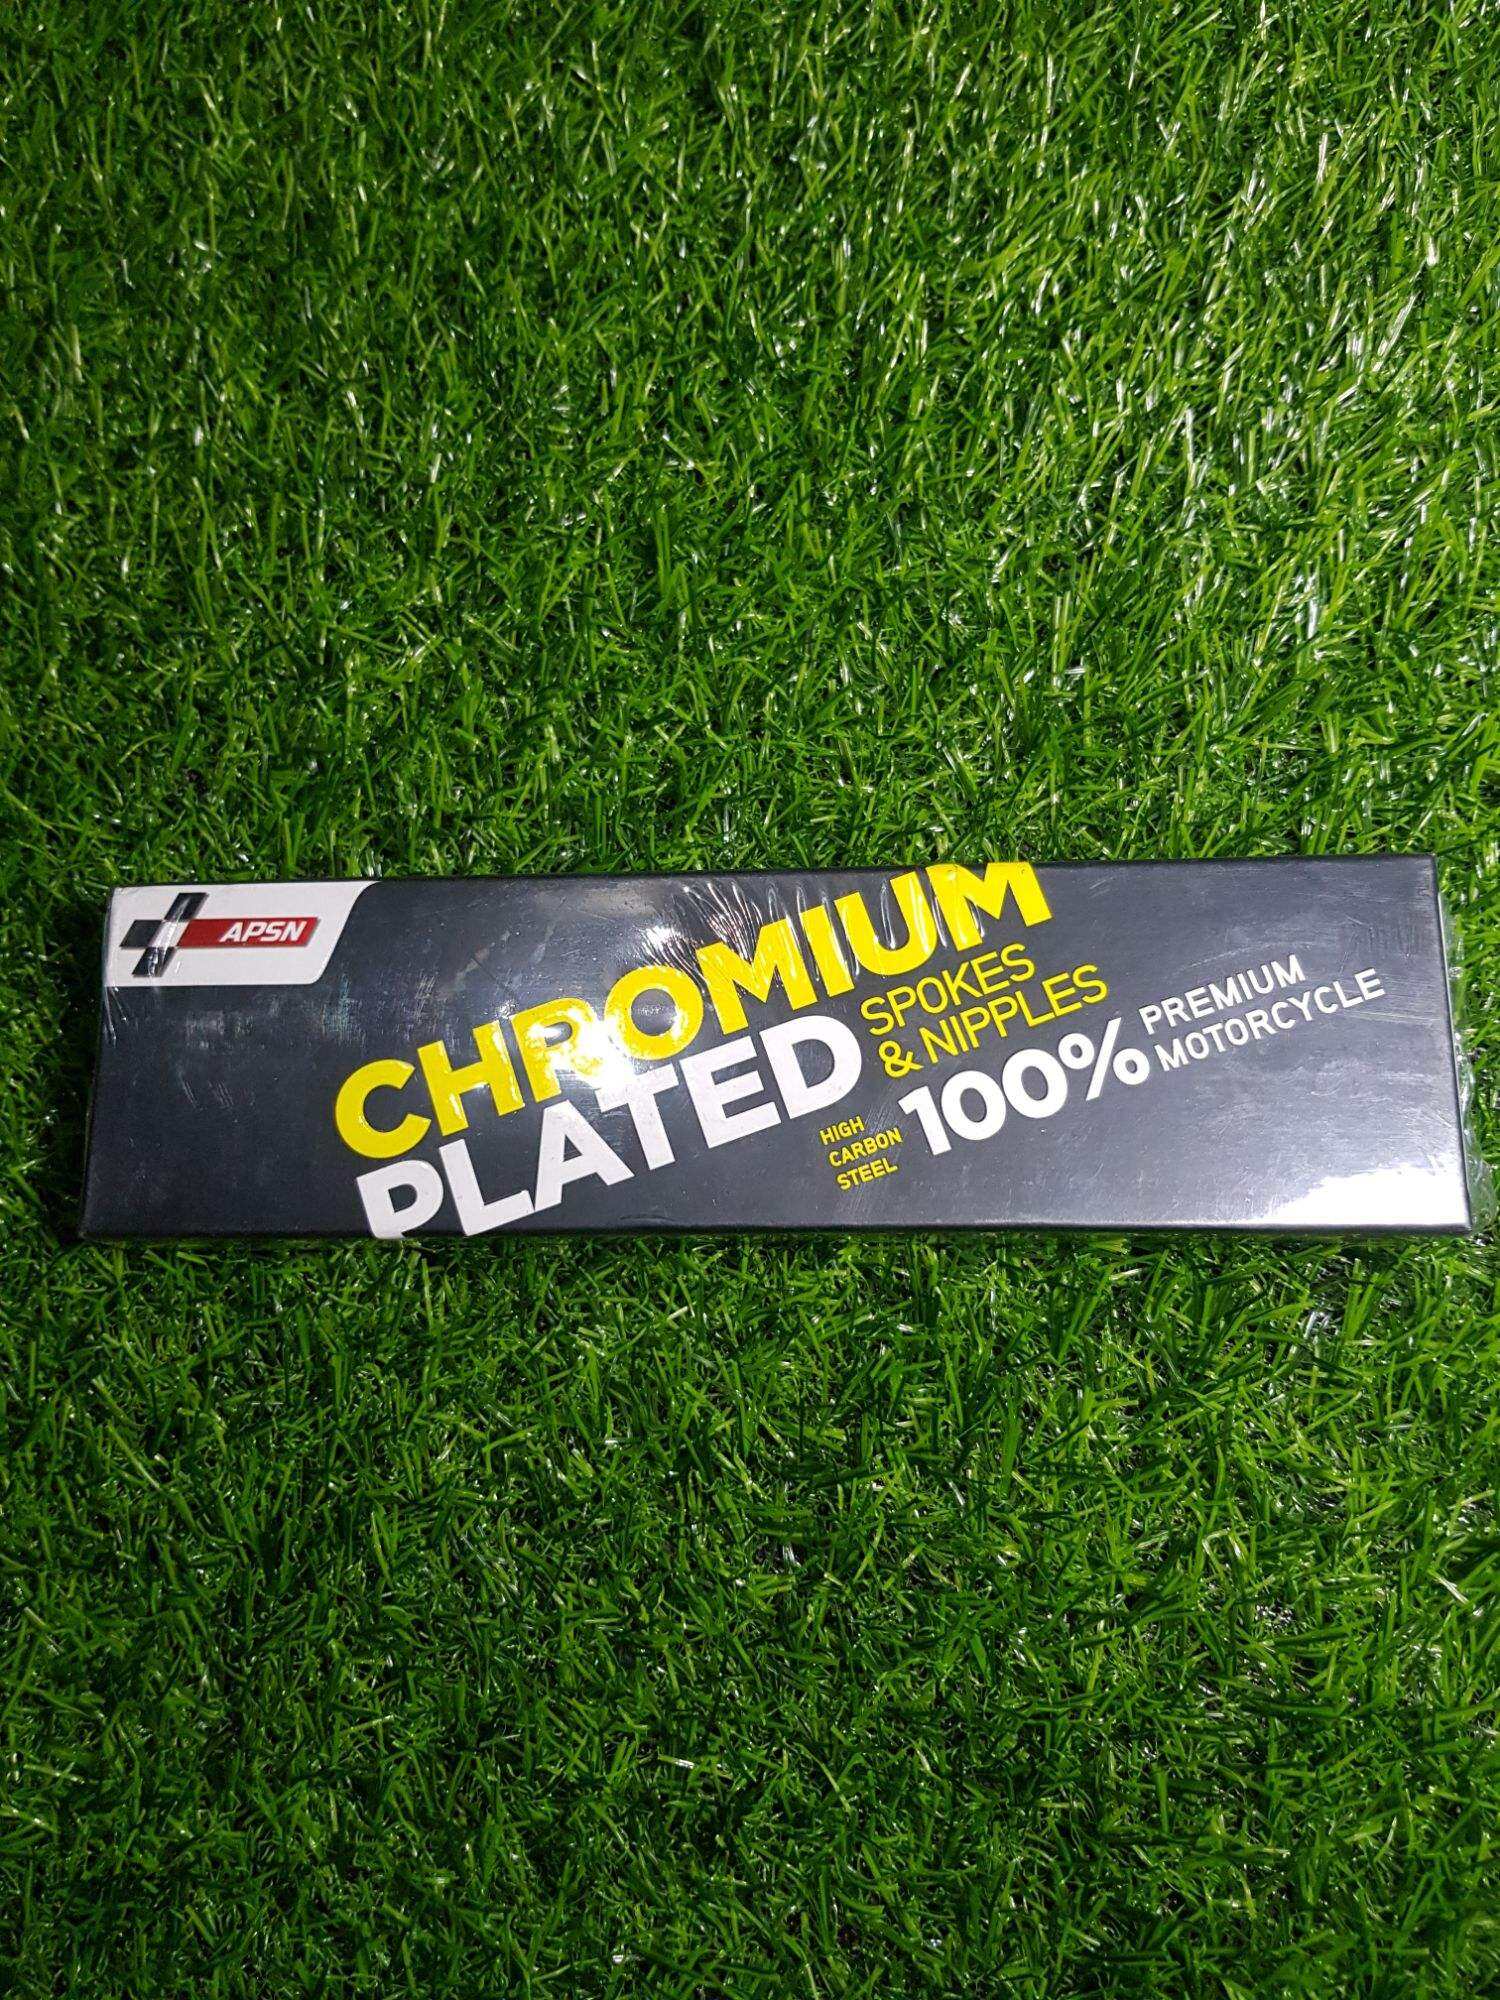 APSN
CHROMIUM
PLATED
SPOKES
& NIPPLES
HIGH
CARBON
STEEL
100%
PREMIUM
MOTORCYCLE